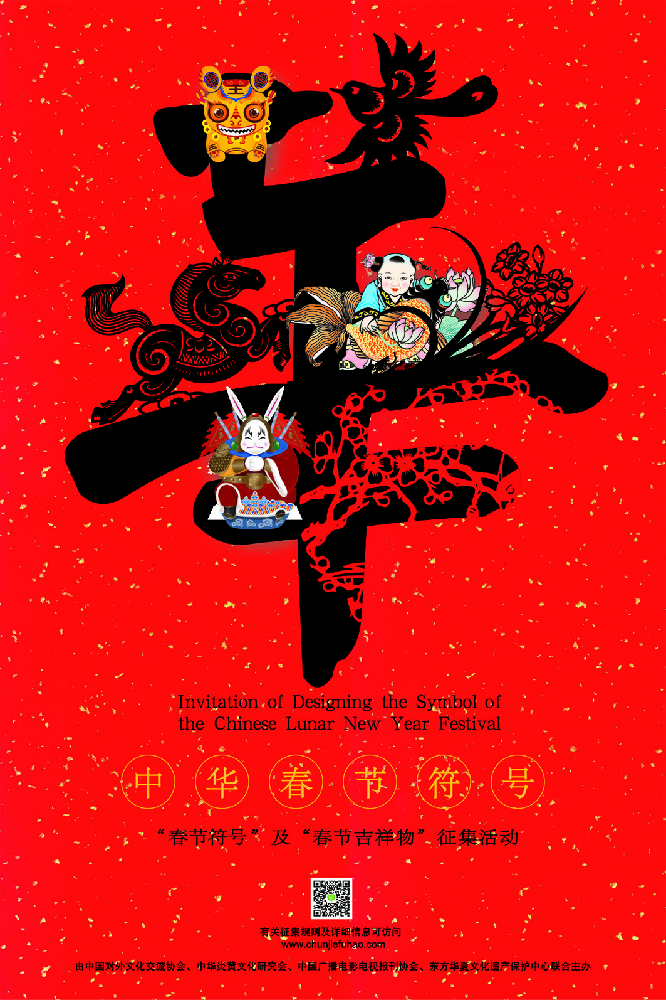 福 王 福
王 王
Invitation of Designing the Symbol of
the Chinese Lunar New Year Festival
中华春节符号
“春节符号”及“春节吉祥物”征集活动
有关征集规则及详细信息可访问
www.chunjiefuhao.com
由中国对外文化交流协会、中华炎黄文化研究会、中国广播电影电视报刊协会、东方华夏文化遗产保护中心联合主办